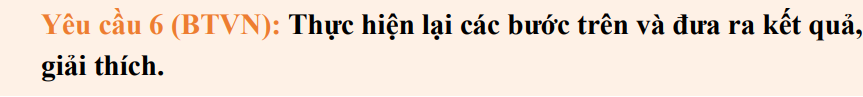 Yêu cầu 6 (BTVN): Thực hiện lại các bước trên và đưa ra kết quả,
giải thích.